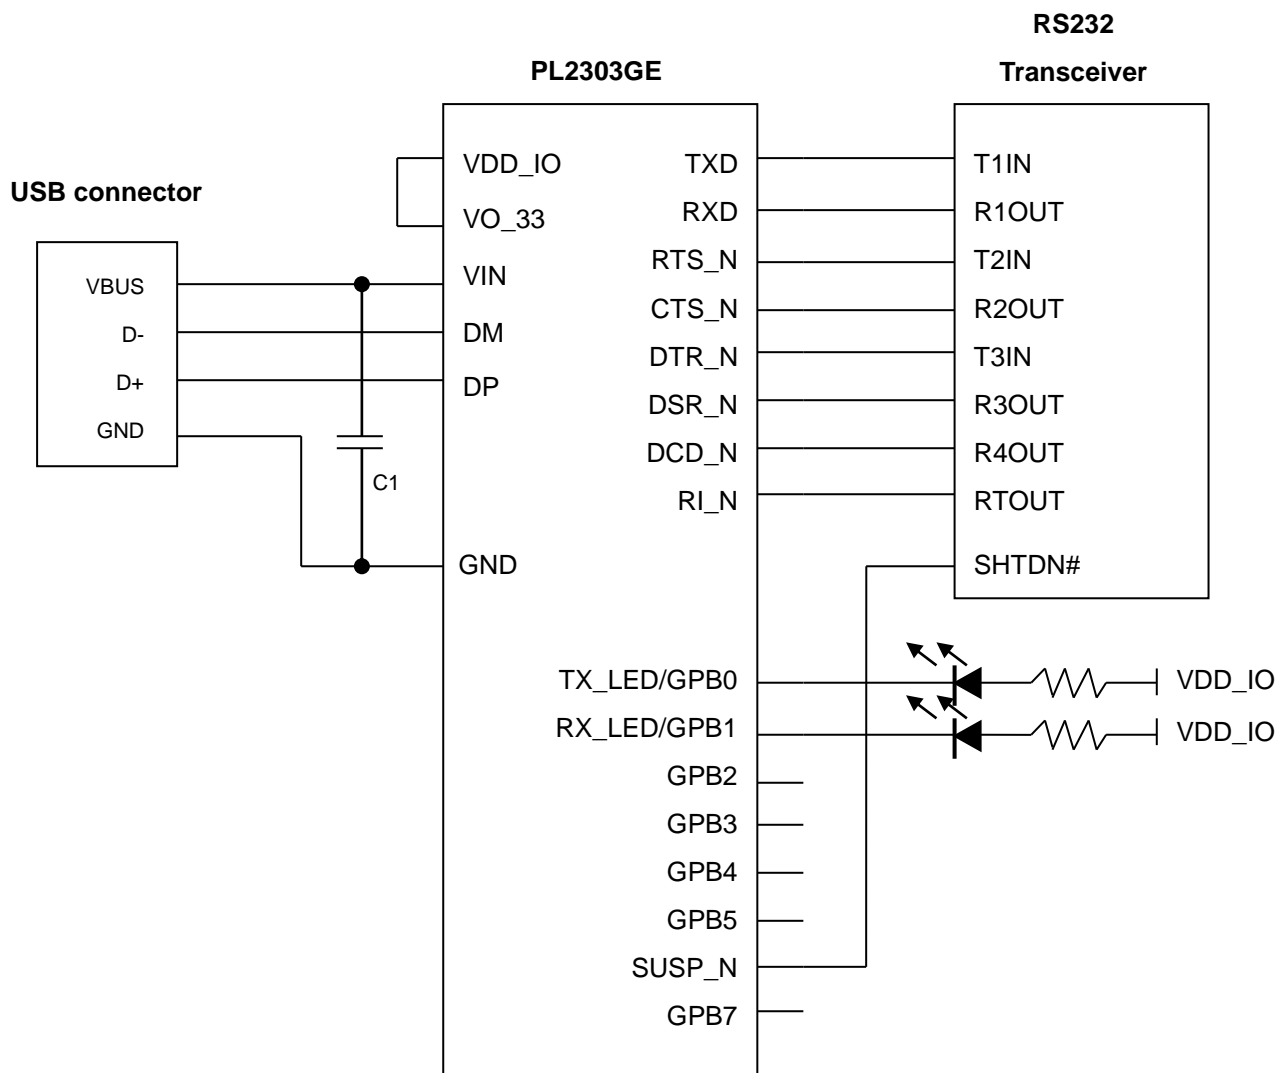 RS232
Transceiver
PL2303GE
USB connector
VBUS
D-
D+
GND
C1
VDD_IO
VO_33
VIN
DM
DP
GND
TXD
RXD
RTS_N
CTS_N
DTR_N
DSR_N
DCD_N
RI_N
TX_LED/GPB0
RX_LED/GPB1
GPB2
GPB3
GPB4
GPB5
SUSP_N
GPB7
T1IN
R1OUT
T2IN
R2OUT
T3IN
R3OUT
R4OUT
RTOUT
SHTDN#
VDD_IO
VDD_IO